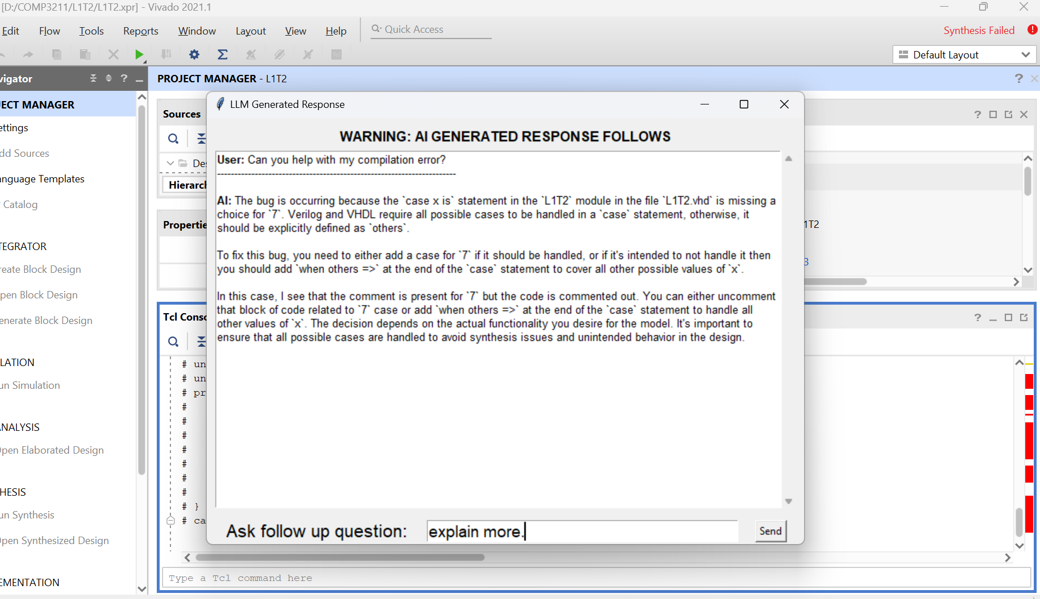 [D:/COMP3211/L1T2/L1T2.xpr] - Vivado 2021.1
Edit Flow Tools Reports Window Layout View Help Quick Access
Synthesis Failed
Default Layout
vigator
PROJECT MANAGER - L1T2
JECT MANAGER
ettings
dd Sources
anguage Templates
Catalog
TEGRATOR
reate Block Design
pen Block Design
enerate Block Design
LATION
un Simulation
NALYSIS
pen Elaborated Design
HESIS
un Synthesis
pen Synthesized Design
EMENTATION
Sources
De
Hierarch
Propertie
1T2
3
LLM Generated Response
WARNING: AI GENERATED RESPONSE FOLLOWS
User: Can you help with my compilation error?
--------------------------------------------------------------------
AI: The bug is occurring because the `case x is` statement in the `L1T2` module in the file `L1T2.vhd` is missing a
choice for `7`. Verilog and VHDL require all possible cases to be handled in a `case` statement, otherwise, it
should be explicitly defined as `others`.
To fix this bug, you need to either add a case for `7` if it should be handled, or if it's intended to not handle it then
you should add `when others =>` at the end of the `case` statement to cover all other possible values of `x`.
In this case, I see that the comment is present for `7` but the code is commented out. You can either uncomment
that block of code related to `7` case or add `when others =>` at the end of the `case` statement to handle all
other values of `x`. The decision depends on the actual functionality you desire for the model. It's important to
ensure that all possible cases are handled to avoid synthesis issues and unintended behavior in the design.
Ask follow up question: explain more. Send
Tcl Conso
# un
# un
# pr
#
#
#
#
#
#
#
# }
# ca
Type a Tcl command here